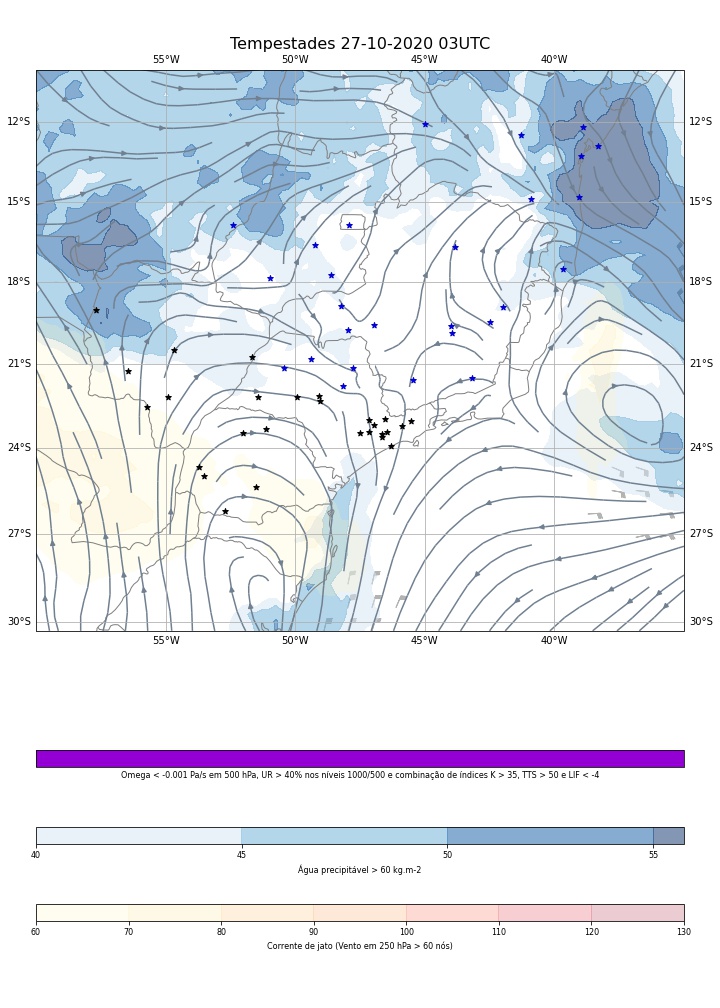 Tempestades 27-10-2020 03UTC
55°W 50°W 45°W 40°W
12°S 12°S
15°S 15°S
18°S 18°S
21°S 21°S
24°S 24°S
27°S 27°S
30°S 30°S
55°W 50°W 45°W 40°W
Omega < -0.001 Pa/s em 500 hPa, UR > 40% nos níveis 1000/500 e combinação de índices K > 35, TTS > 50 e LIF < -4
40 45 50 55
Água precipitável > 60 kg.m-2
60 70 80 90 100 110 120 130
Corrente de jato (Vento em 250 hPa > 60 nós)